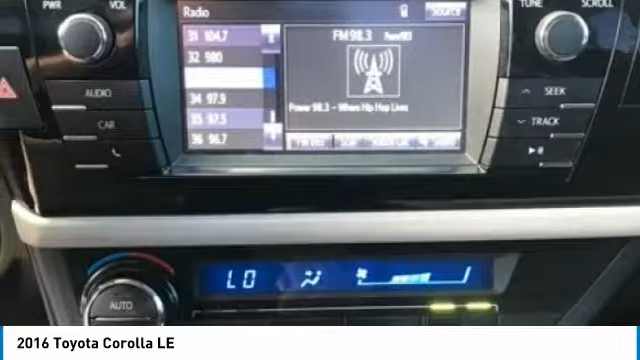 PWR
VOL
Radio
Source
TUNE
SCROLL
31 104.7
32 980
34 97.9
35 97.5
36 96.7
FM 98.3
Power 98.3 - Where Hip Hop Lives
AUDIO
CAR
SEEK
TRACK
LO
AUTO
2016 Toyota Corolla LE